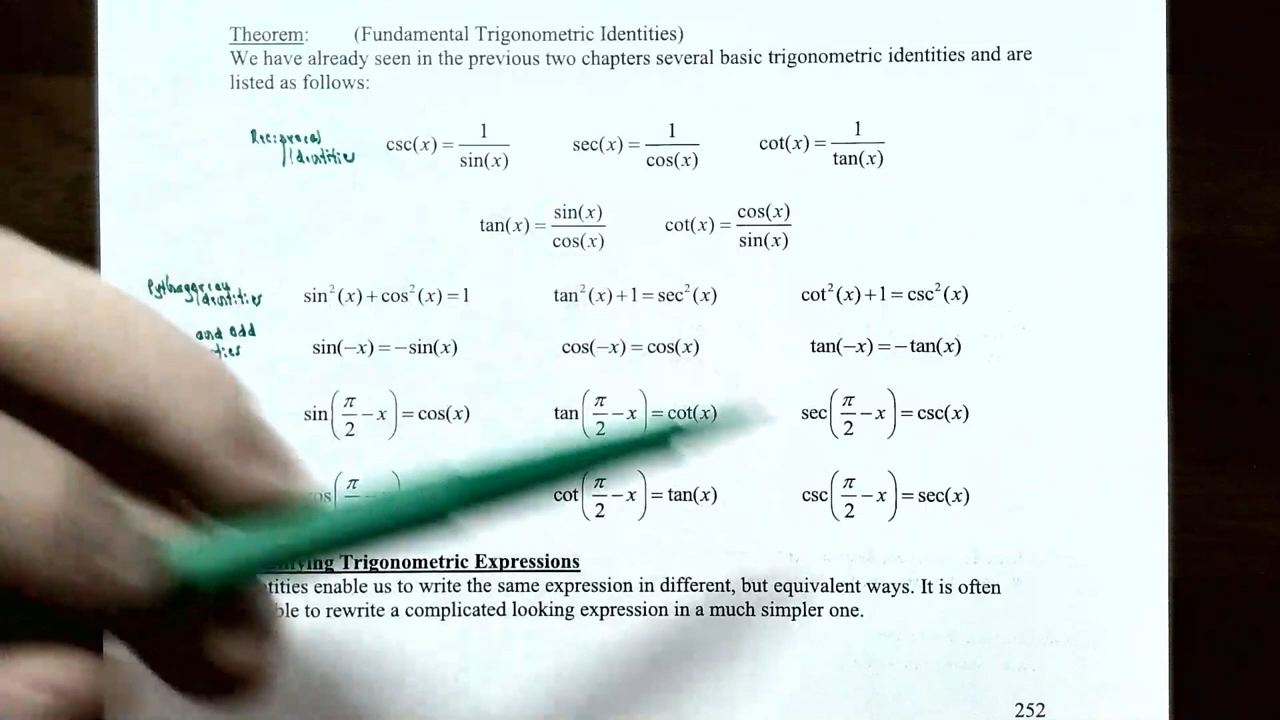 Theorem: (Fundamental Trigonometric Identities)
We have already seen in the previous two chapters several basic trigonometric identities and are
listed as follows:
Reciprocal Identities csc(x) = 1/sin(x) sec(x) = 1/cos(x) cot(x) = 1/tan(x)
tan(x) = sin(x)/cos(x) cot(x) = cos(x)/sin(x)
Identities sin²(x) + cos²(x) = 1 tan²(x) + 1 = sec²(x) cot²(x) + 1 = csc²(x)
and odd
sin(−x) = −sin(x) cos(−x) = cos(x) tan(−x) = −tan(x)
sin(π/2 − x) = cos(x) tan(π/2 − x) = cot(x) sec(π/2 − x) = csc(x)
cot(π/2 − x) = tan(x) csc(π/2 − x) = sec(x)
Trigonometric Expressions
enable us to write the same expression in different, but equivalent ways. It is often
to rewrite a complicated looking expression in a much simpler one.
252